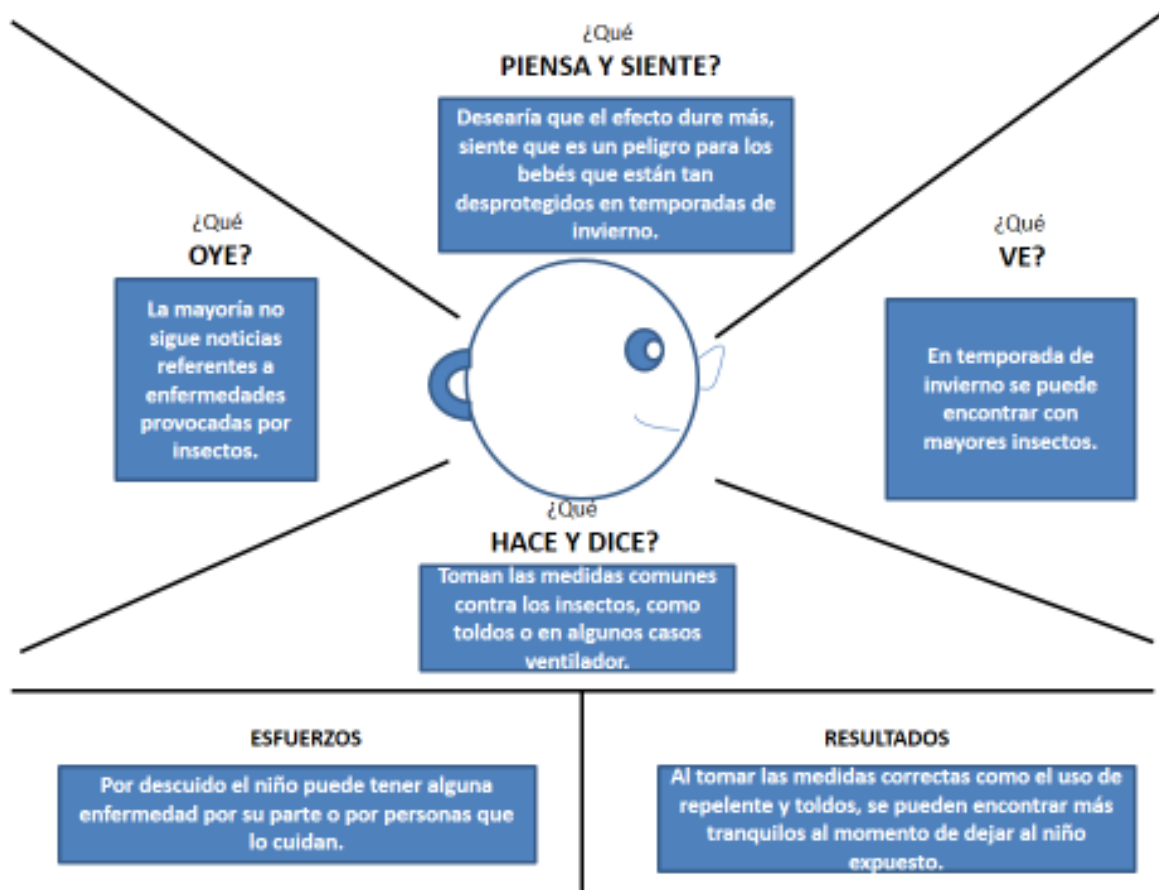 ¿Qué
PIENSA Y SIENTE?
Desearía que el efecto dure más,
siente que es un peligro para los
bebés que están tan
desprotegidos en temporadas de
invierno.
¿Qué
OYE?
La mayoría no
sigue noticias
referentes a
enfermedades
provocadas por
insectos.
¿Qué
VE?
En temporada de
invierno se puede
encontrar con
mayores insectos.
¿Qué
HACE Y DICE?
Toman las medidas comunes
contra los insectos, como
toldos o en algunos casos
ventilador.
ESFUERZOS
Por descuido el niño puede tener alguna
enfermedad por su parte o por personas que
lo cuidan.
RESULTADOS
Al tomar las medidas correctas como el uso de
repelente y toldos, se pueden encontrar más
tranquilos al momento de dejar al niño
expuesto.